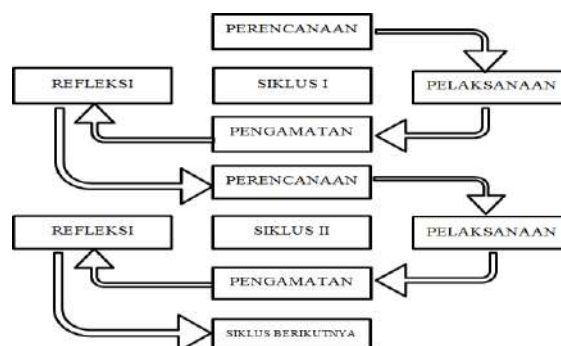 PERENCANAAN
REFLEKSI
SIKLUS I
PELAKSANAAN
PENGAMATAN
PERENCANAAN
REFLEKSI
SIKLUS II
PELAKSANAAN
PENGAMATAN
SIKLUS BERIKUTNYA